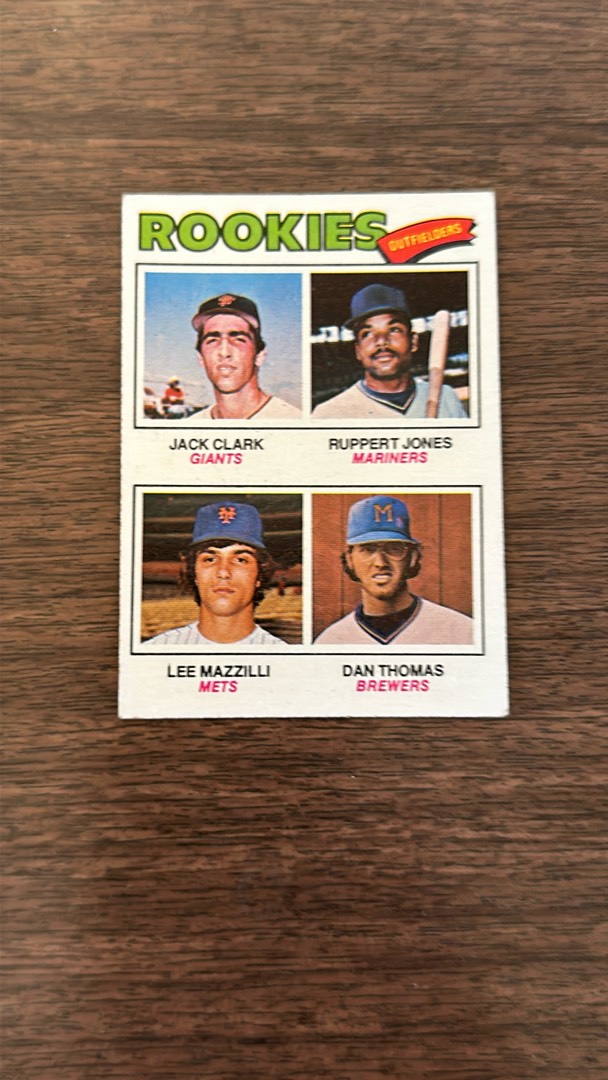 ROOKIES
OUTFIELDERS
JACK CLARK
GIANTS
RUPPERT JONES
MARINERS
M
LEE MAZZILLI
METS
DAN THOMAS
BREWERS